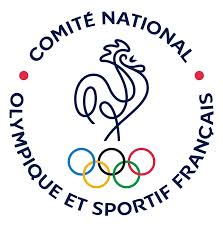 COMITÉ NATIONAL
OLYMPIQUE ET SPORTIF FRANÇAIS